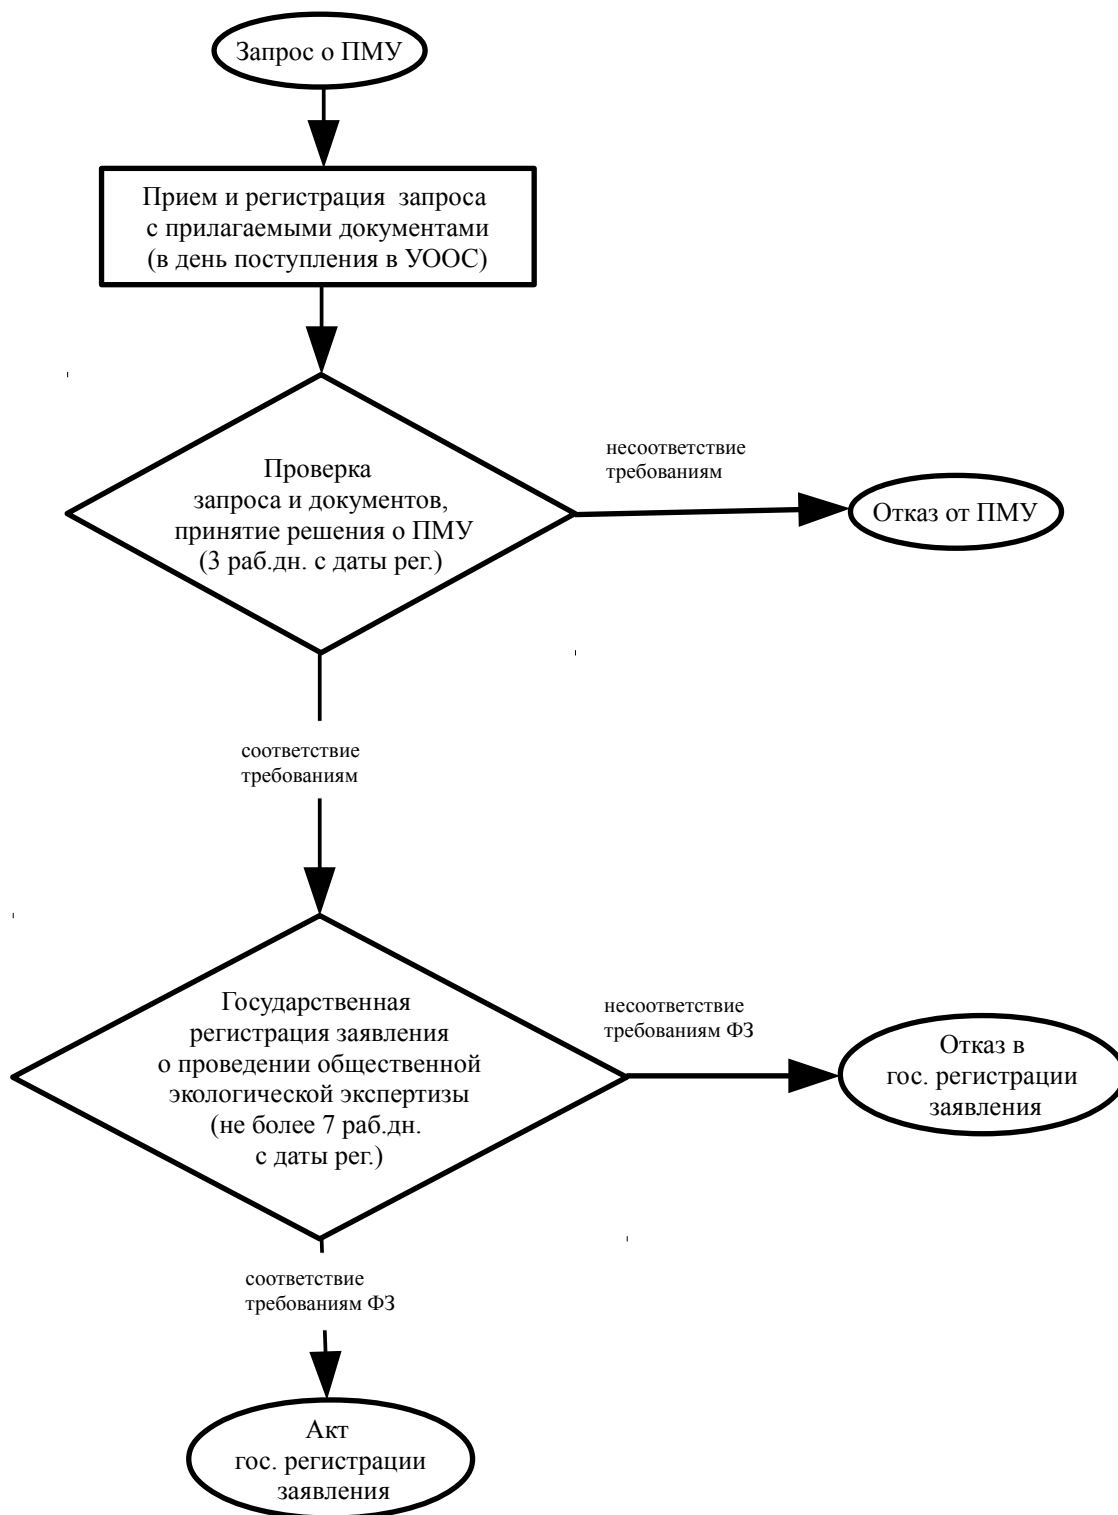 Запрос о ПМУ
Прием и регистрация запроса
с прилагаемыми документами
(в день поступления в УООС)
Проверка
запроса и документов,
принятие решения о ПМУ
(3 раб.дн. с даты рег.)
несоответствие
требованиям
Отказ от ПМУ
соответствие
требованиям
Государственная
регистрация заявления
о проведении общественной
экологической экспертизы
(не более 7 раб.дн.
с даты рег.)
несоответствие
требованиям ФЗ
Отказ в
гос. регистрации
заявления
соответствие
требованиям ФЗ
Акт
гос. регистрации
заявления